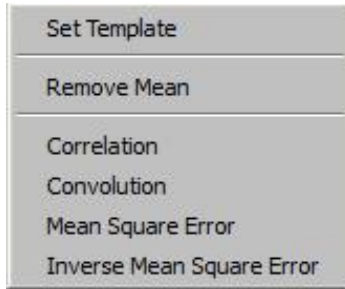 Set Template
Remove Mean
Correlation
Convolution
Mean Square Error
Inverse Mean Square Error